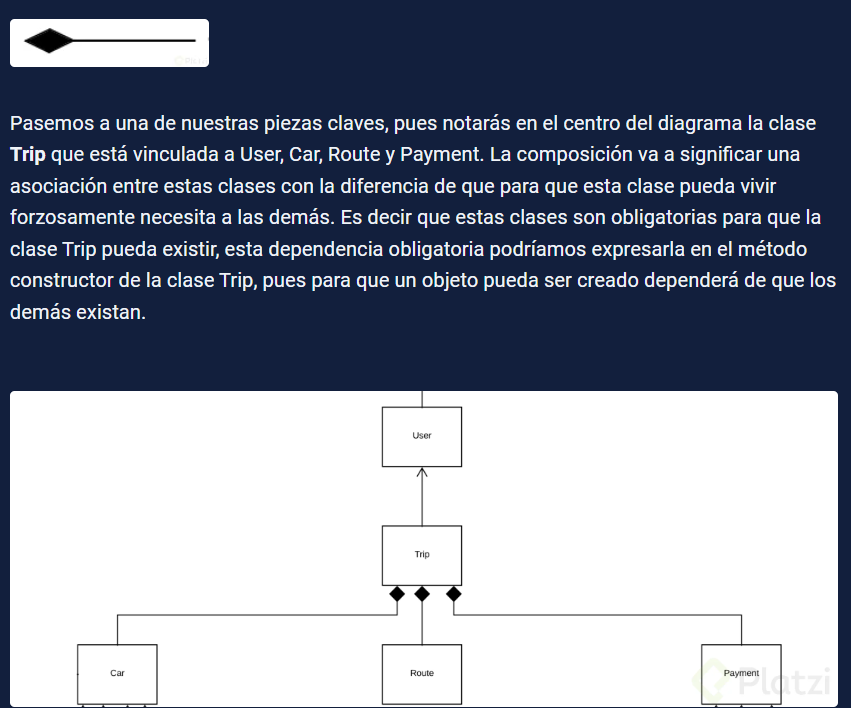 Pasemos a una de nuestras piezas claves, pues notarás en el centro del diagrama la clase
Trip que está vinculada a User, Car, Route y Payment. La composición va a significar una
asociación entre estas clases con la diferencia de que para que esta clase pueda vivir
forzosamente necesita a las demás. Es decir que estas clases son obligatorias para que la
clase Trip pueda existir, esta dependencia obligatoria podríamos expresarla en el método
constructor de la clase Trip, pues para que un objeto pueda ser creado dependerá de que los
demás existan.
User
Trip
Car
Route
Payment
Platzi